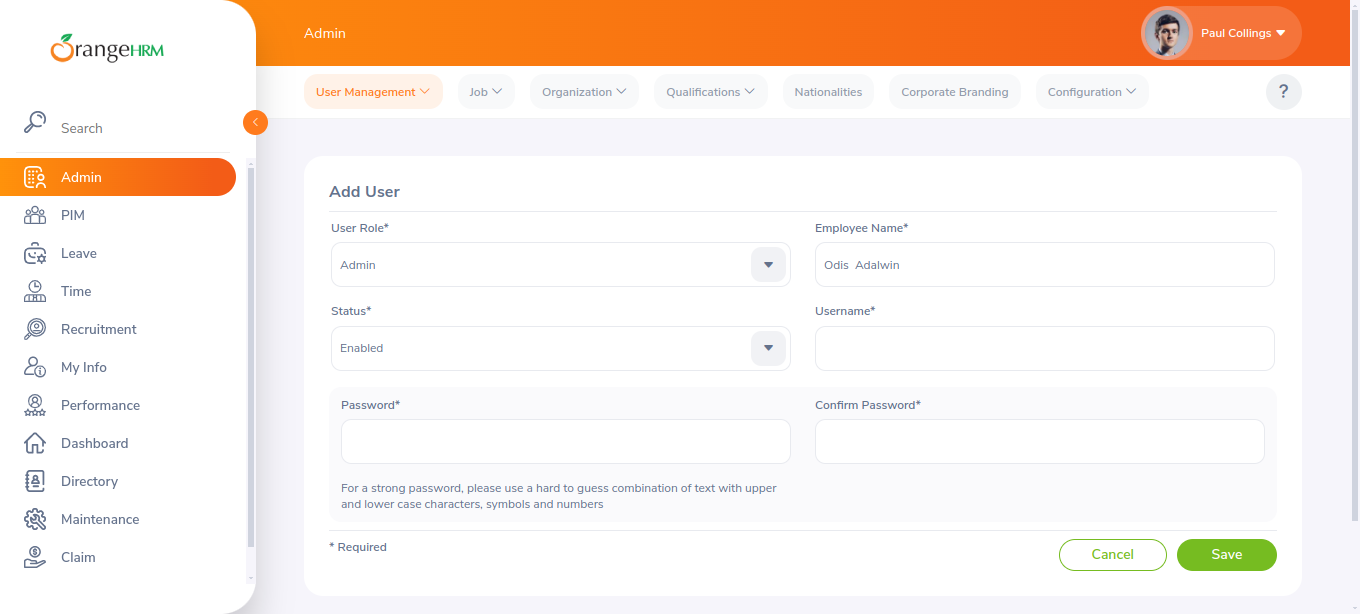 OrangeHRM
Admin
Paul Collings
User Management
Job
Organization
Qualifications
Nationalities
Corporate Branding
Configuration
?
Search
Admin
PIM
Leave
Time
Recruitment
My Info
Performance
Dashboard
Directory
Maintenance
Claim
Add User
User Role*
Employee Name*
Admin
Odis  Adalwin
Status*
Username*
Enabled
Password*
Confirm Password*
For a strong password, please use a hard to guess combination of text with upper
and lower case characters, symbols and numbers
* Required
Cancel
Save